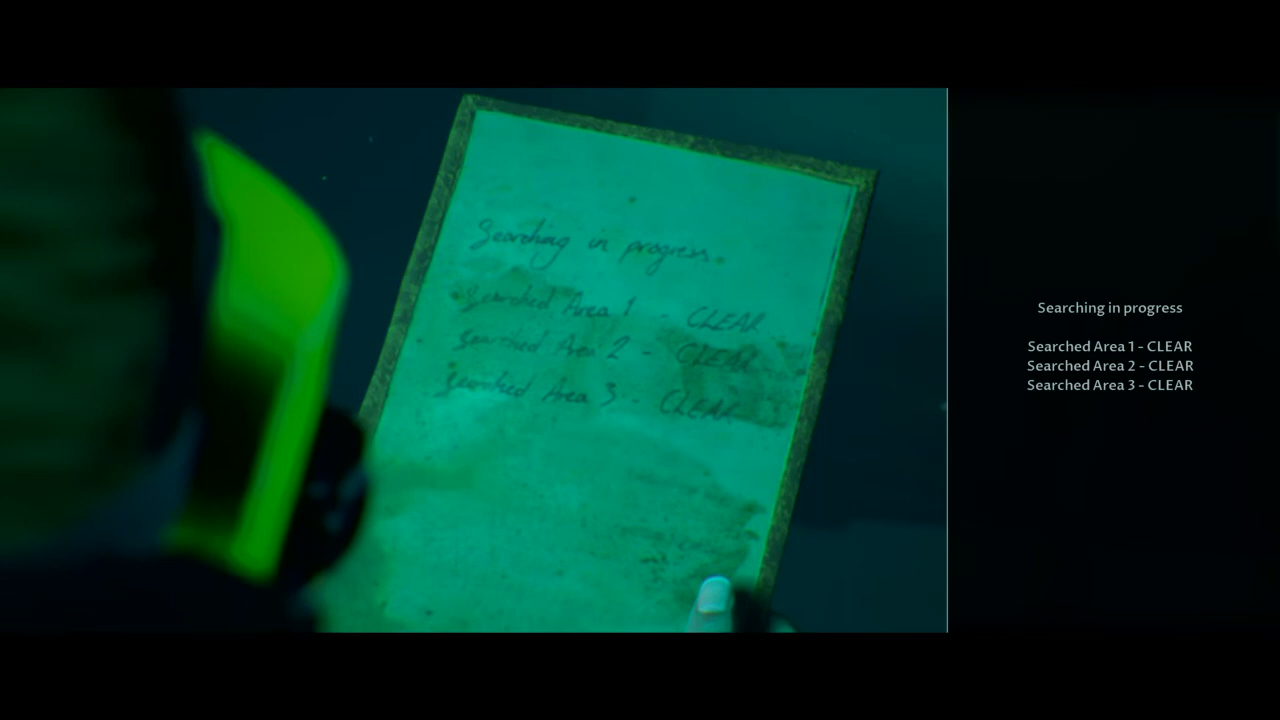 Searching in progress.
Searched Area 1 - CLEAR
Searched Area 2 - CLEAR
Searched Area 3 - CLEAR
Searching in progress
Searched Area 1 - CLEAR
Searched Area 2 - CLEAR
Searched Area 3 - CLEAR